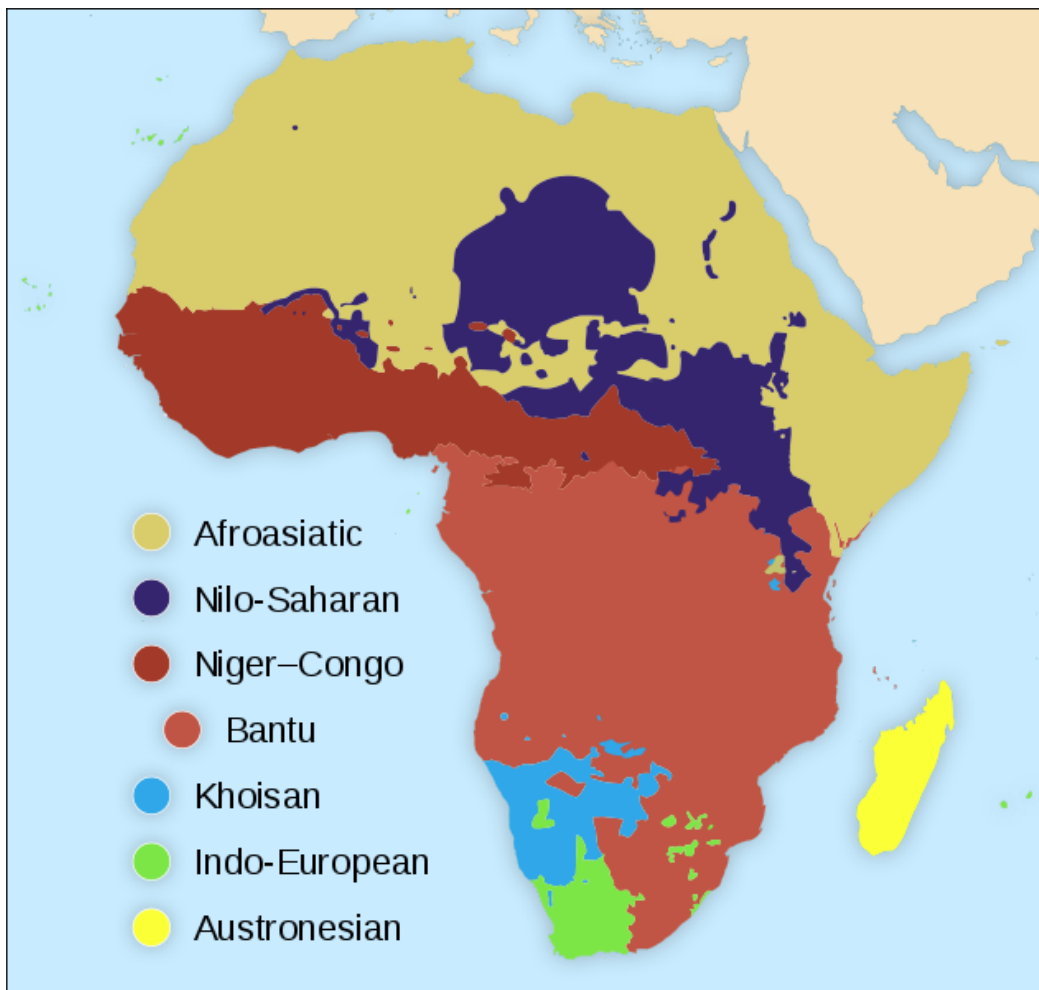 Afroasiatic
Nilo-Saharan
Niger–Congo
Bantu
Khoisan
Indo-European
Austronesian